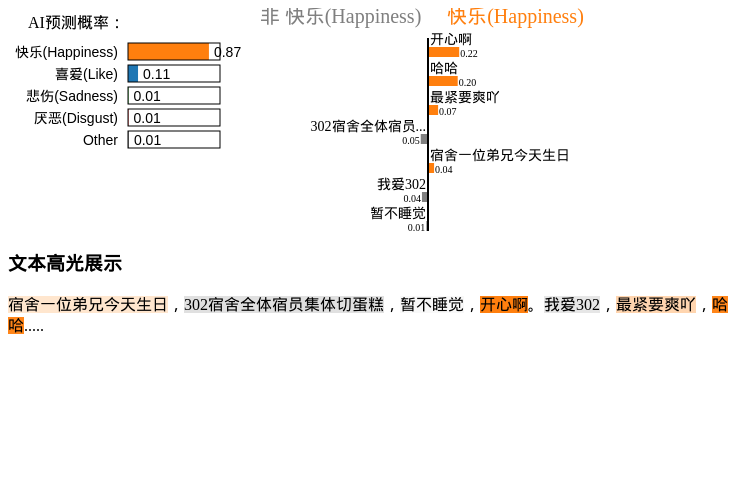 AI预测概率：
快乐(Happiness) 0.87
喜爱(Like) 0.11
悲伤(Sadness) 0.01
厌恶(Disgust) 0.01
Other 0.01
非 快乐(Happiness) 快乐(Happiness)
开心啊
0.22
哈哈
0.20
最紧要爽吖
0.07
302宿舍全体宿员...
0.05
宿舍一位弟兄今天生日
0.04
我爱302
0.04
暂不睡觉
0.01
文本高光展示
宿舍一位弟兄今天生日，302宿舍全体宿员集体切蛋糕，暂不睡觉，开心啊。我爱302，最紧要爽吖，哈
哈.....